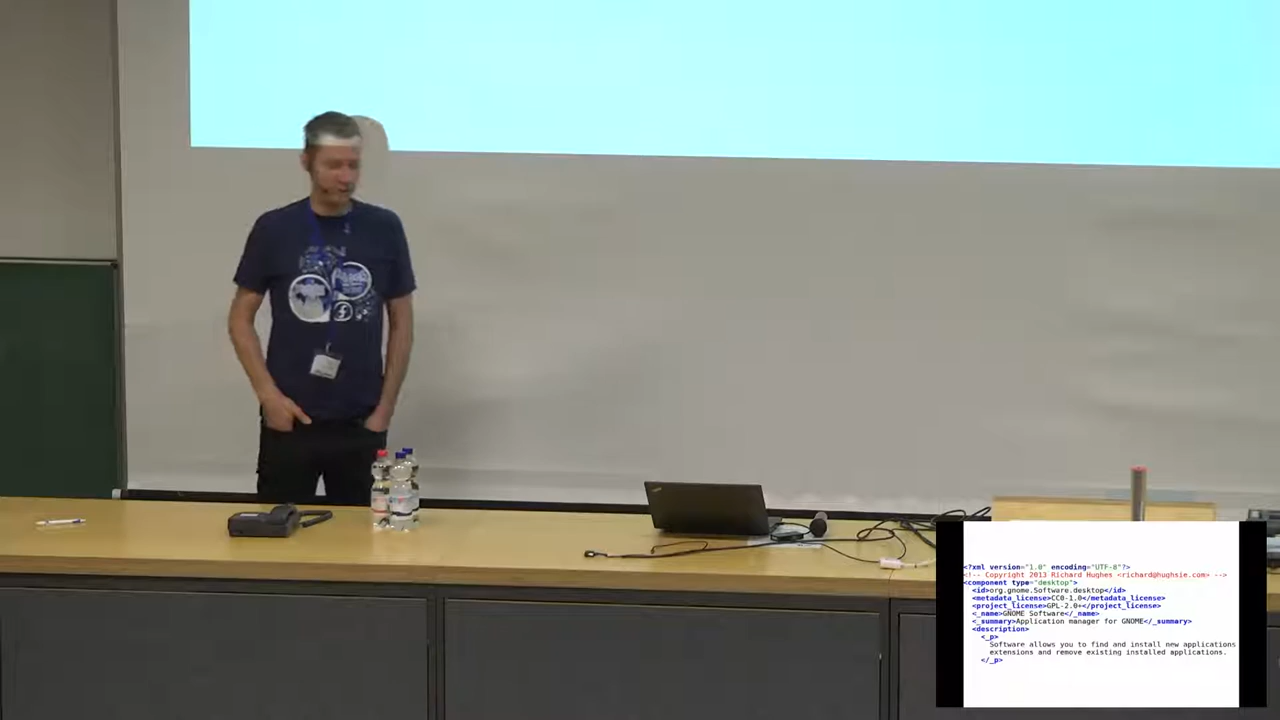 <?xml version="1.0" encoding="UTF-8"?>
<!-- Copyright 2013 Richard Hughes <richard@hughsie.com> -->
<component type="desktop">
<id>org.gnome.Software.desktop</id>
<metadata_license>CC0-1.0</metadata_license>
<project_license>GPL-2.0+</project_license>
<_name>GNOME Software</_name>
<_summary>Application manager for GNOME</_summary>
<description>
<_p>
Software allows you to find and install new applications
extensions and remove existing installed applications.
</_p>